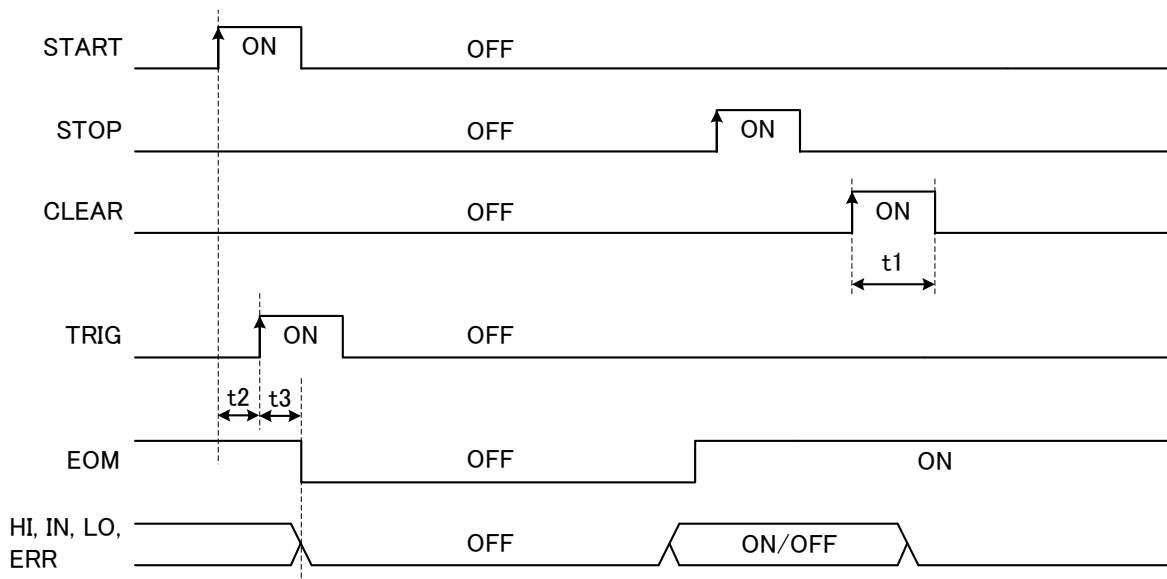 START ON OFF
STOP OFF ON
CLEAR OFF ON
t1
TRIG ON OFF
t2 t3
EOM OFF ON
HI, IN, LO,
ERR OFF ON/OFF